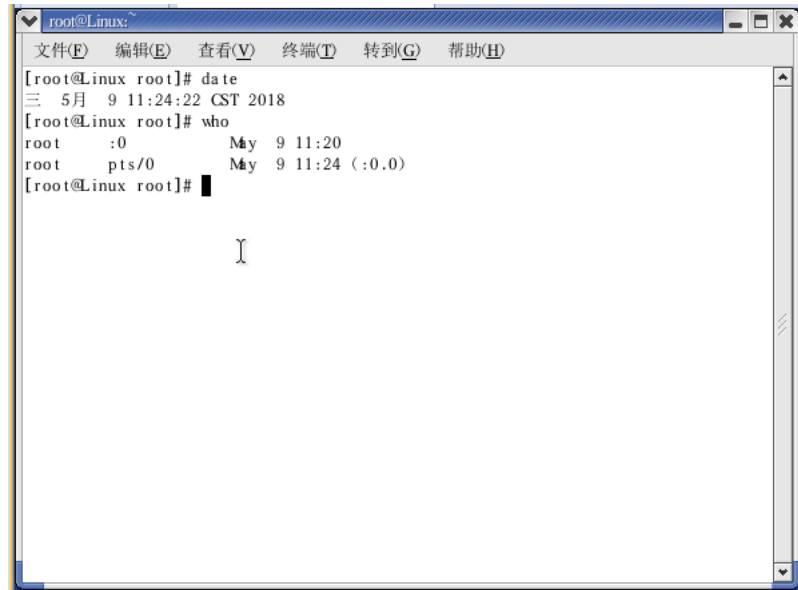 root@Linux:~
文件(F) 编辑(E) 查看(V) 终端(T) 转到(G) 帮助(H)
[root@Linux root]# date
三 5月 9 11:24:22 CST 2018
[root@Linux root]# who
root :0 May 9 11:20
root pts/0 May 9 11:24 (:0.0)
[root@Linux root]#